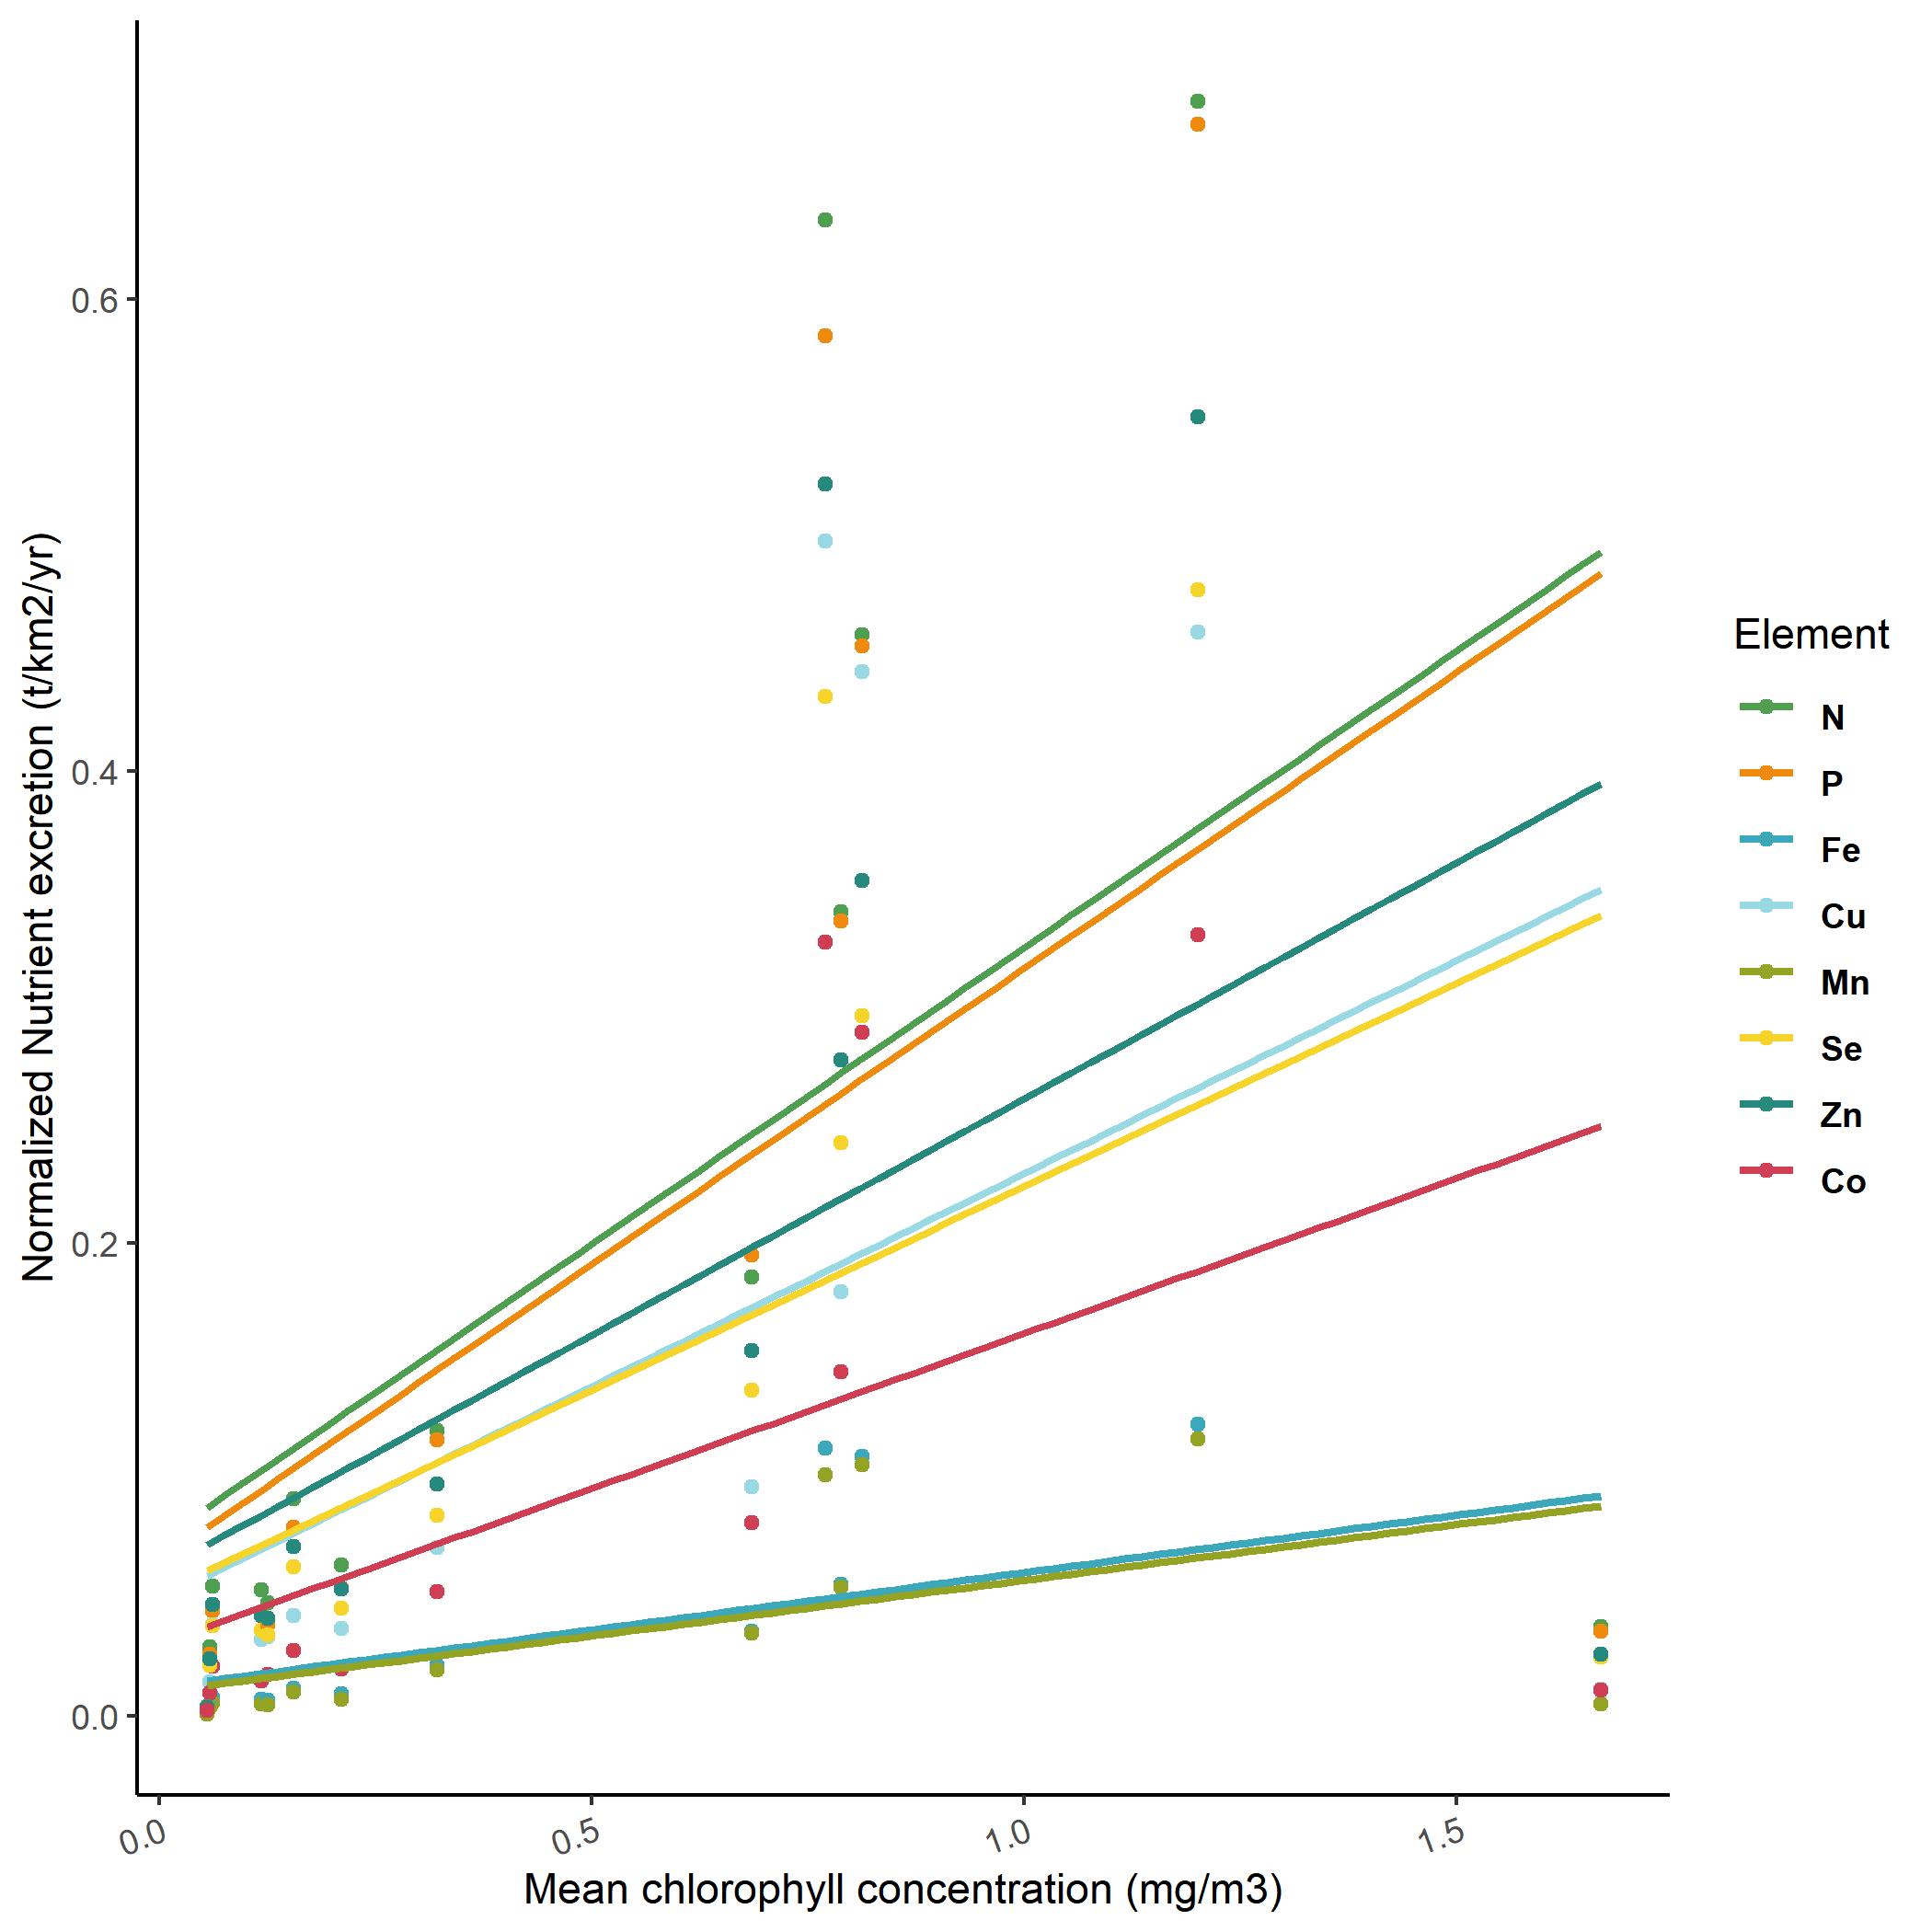 Normalized Nutrient excretion (t/km2/yr)
0.6
0.4
0.2
0.0
0.0
0.5
1.0
1.5
Mean chlorophyll concentration (mg/m3)
Element
N
P
Fe
Cu
Mn
Se
Zn
Co